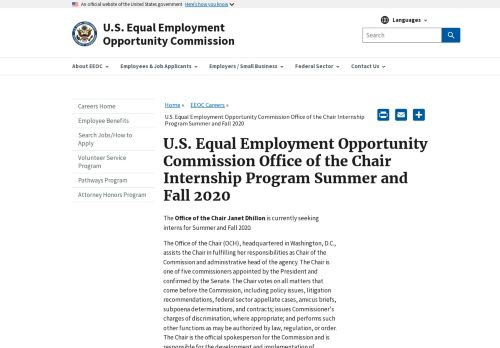 An official website of the United States government Here's how you know
U.S. Equal Employment
Opportunity Commission
Languages
Search
About EEOC
Employees & Job Applicants
Employers / Small Business
Federal Sector
Contact Us
Careers Home
Employee Benefits
Search Jobs/How to
Apply
Volunteer Service
Program
Pathways Program
Attorney Honors Program
Home » EEOC Careers »
U.S. Equal Employment Opportunity Commission Office of the Chair Internship
Program Summer and Fall 2020
U.S. Equal Employment Opportunity
Commission Office of the Chair
Internship Program Summer and
Fall 2020
The Office of the Chair Janet Dhillon is currently seeking
interns for Summer and Fall 2020.
The Office of the Chair (OCH), headquartered in Washington, D.C.,
assists the Chair in fulfilling her responsibilities as Chair of the
Commission and administrative head of the agency. The Chair is
one of five commissioners appointed by the President and
confirmed by the Senate. The Chair votes on all matters that
come before the Commission, including policy issues, litigation
recommendations, federal sector appellate cases, amicus briefs,
subpoena determinations, and contracts; issues Commissioner's
charges of discrimination, where appropriate; and performs such
other functions as may be authorized by law, regulation, or order.
The Chair is the official spokesperson for the Commission and is
responsible for the development and implementation of